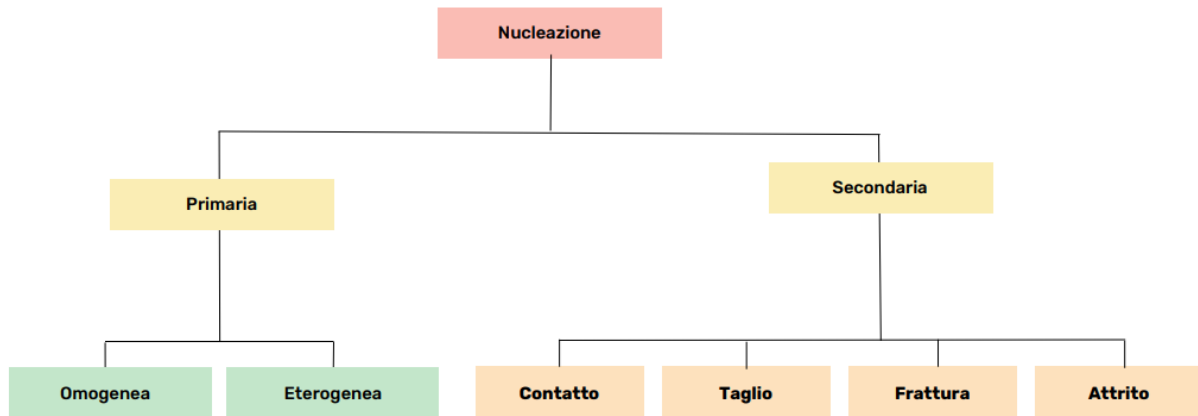 Nucleazione
Primaria
Secondaria
Omogenea
Eterogenea
Contatto
Taglio
Frattura
Attrito